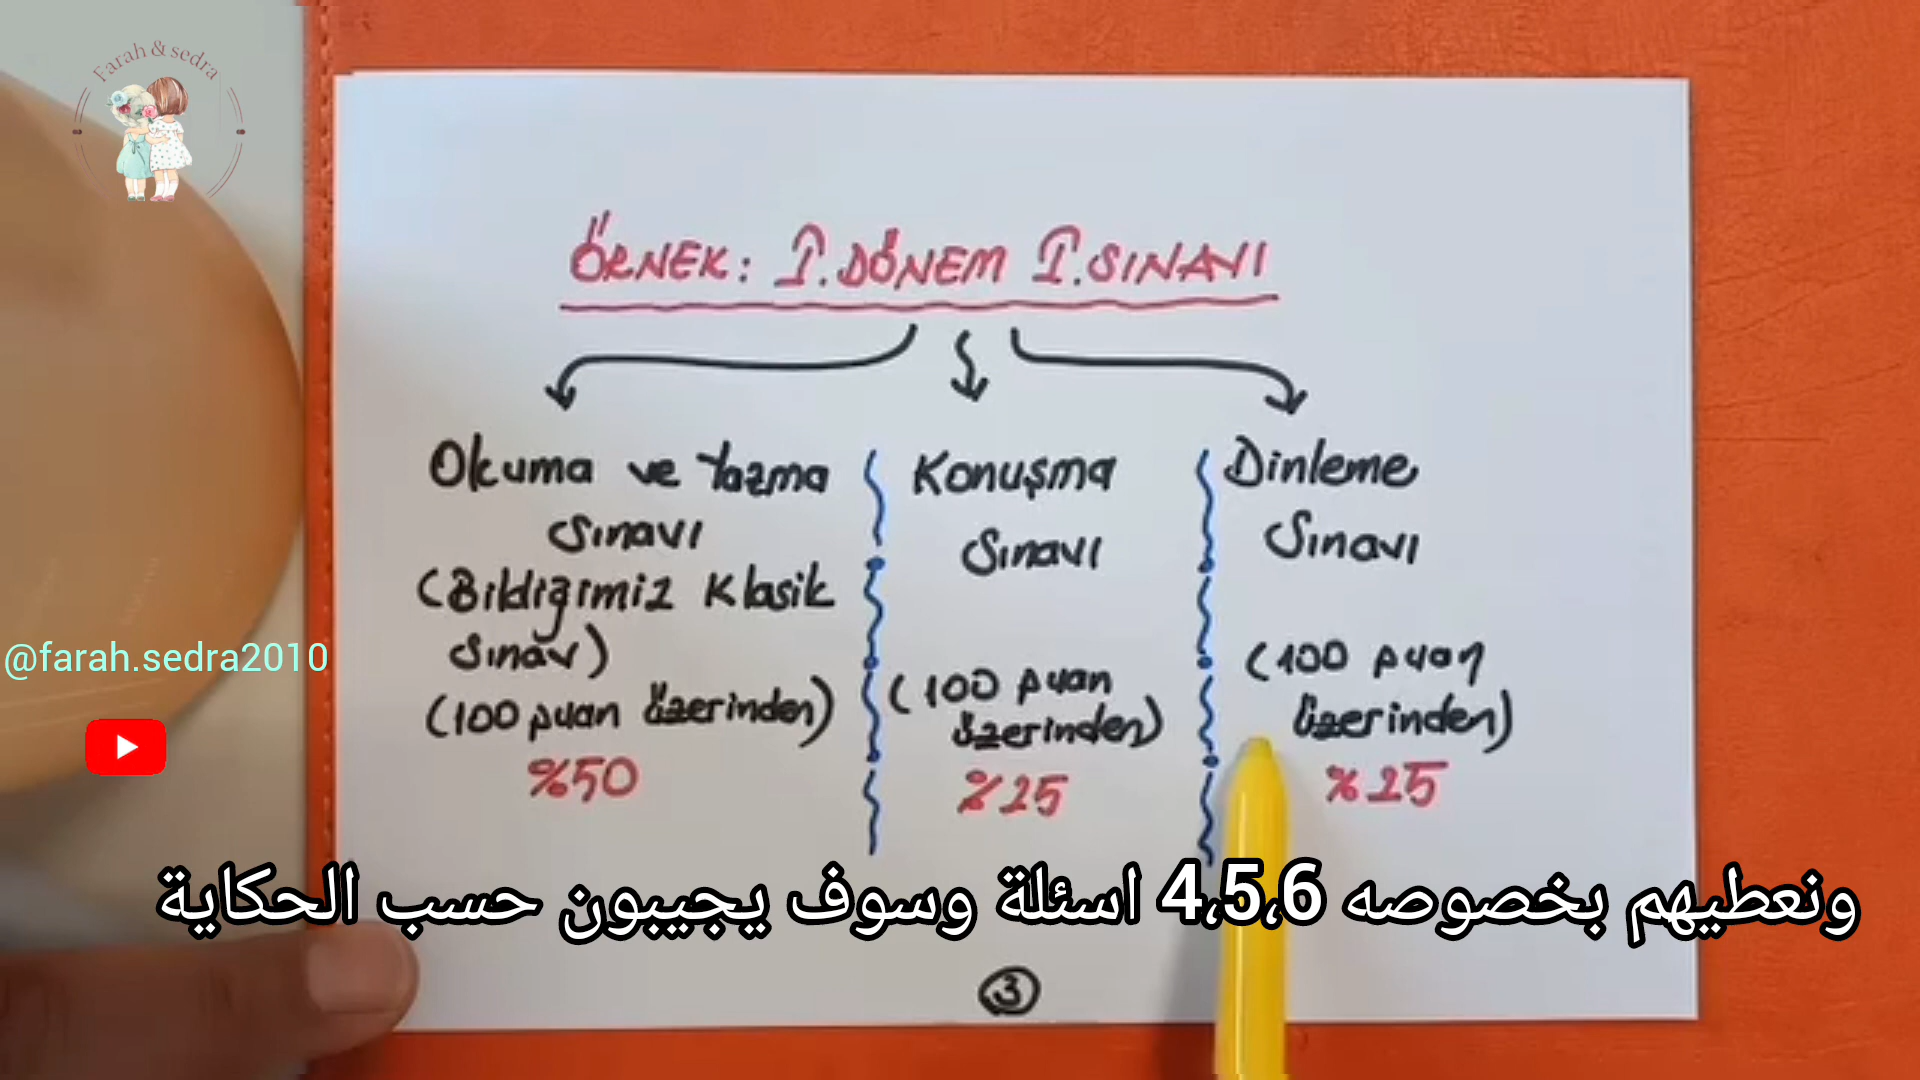 Farah & sedra
ÖRNEK: I.DÖNEM I.SINAVI
Okuma ve Yazma
Sınavı
(Bildiğimiz Klasik
Sınav)
(100 puan üzerinden)
%50
Konuşma
Sınavı
(100 puan
üzerinden)
%25
Dinleme
Sınavı
(100 puan
üzerinden)
%25
@farah.sedra2010
ونعطيهم بخصوصه 4،5،6 اسئلة وسوف يجيبون حسب الحكاية
3